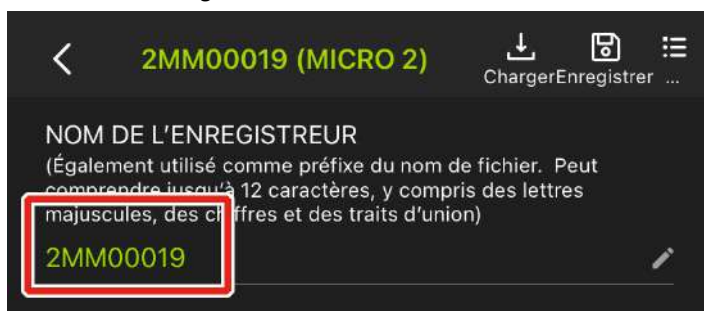 2MM00019 (MICRO 2)
Charger Enregistrer ...
NOM DE L'ENREGISTREUR
(Également utilisé comme préfixe du nom de fichier. Peut
comprendre jusqu'à 12 caractères, y compris des lettres
majuscules, des chiffres et des traits d'union)
2MM00019